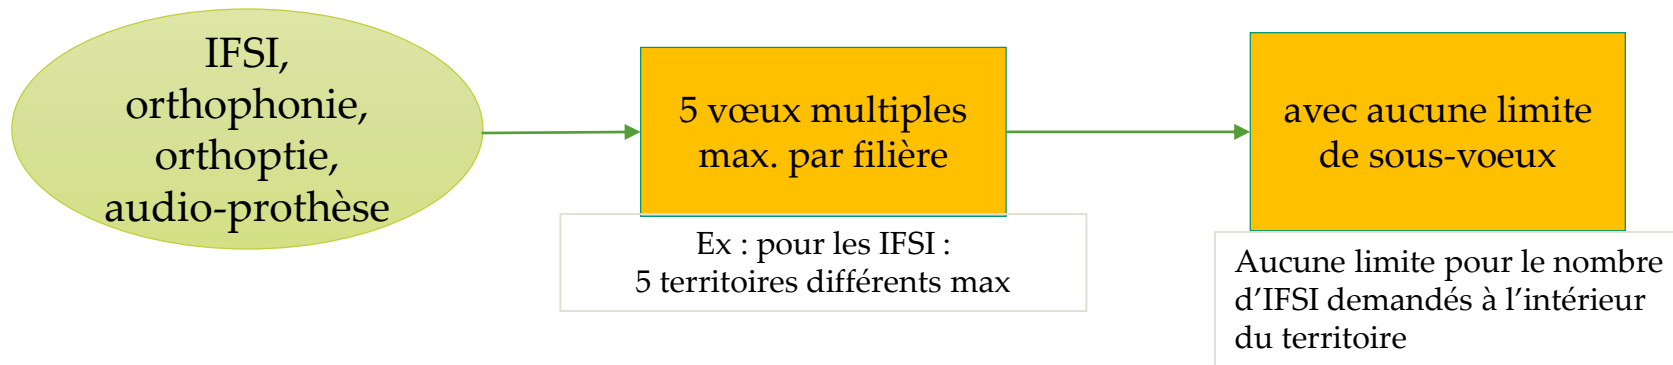 IFSI,
orthophonie,
orthoptie,
audio-prothèse
5 vœux multiples
max. par filière
avec aucune limite
de sous-voeux
Ex : pour les IFSI :
5 territoires différents max
Aucune limite pour le nombre
d’IFSI demandés à l’intérieur
du territoire